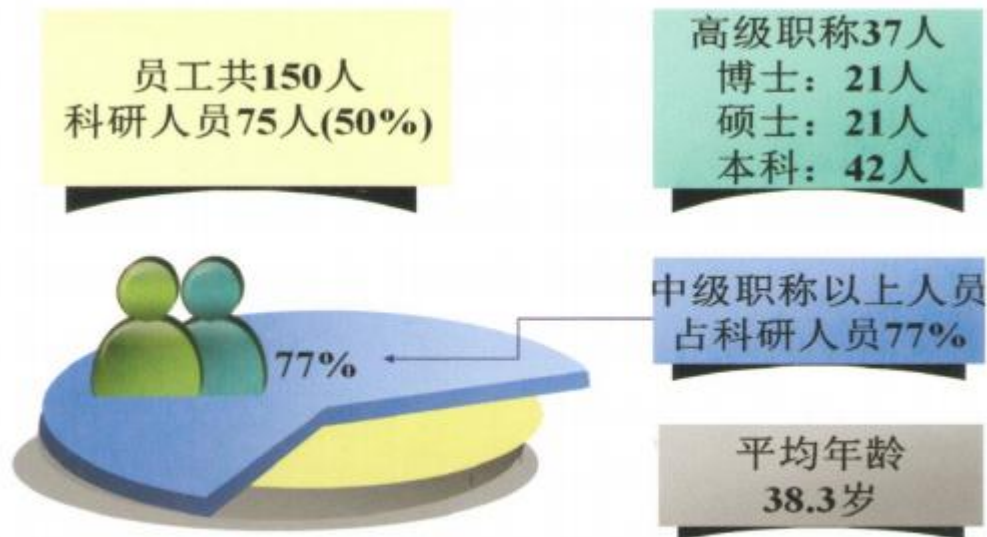 员工共150人
科研人员75人(50%)
高级职称37人
博士：21人
硕士：21人
本科：42人
77%
中级职称以上人员
占科研人员77%
平均年龄
38.3岁